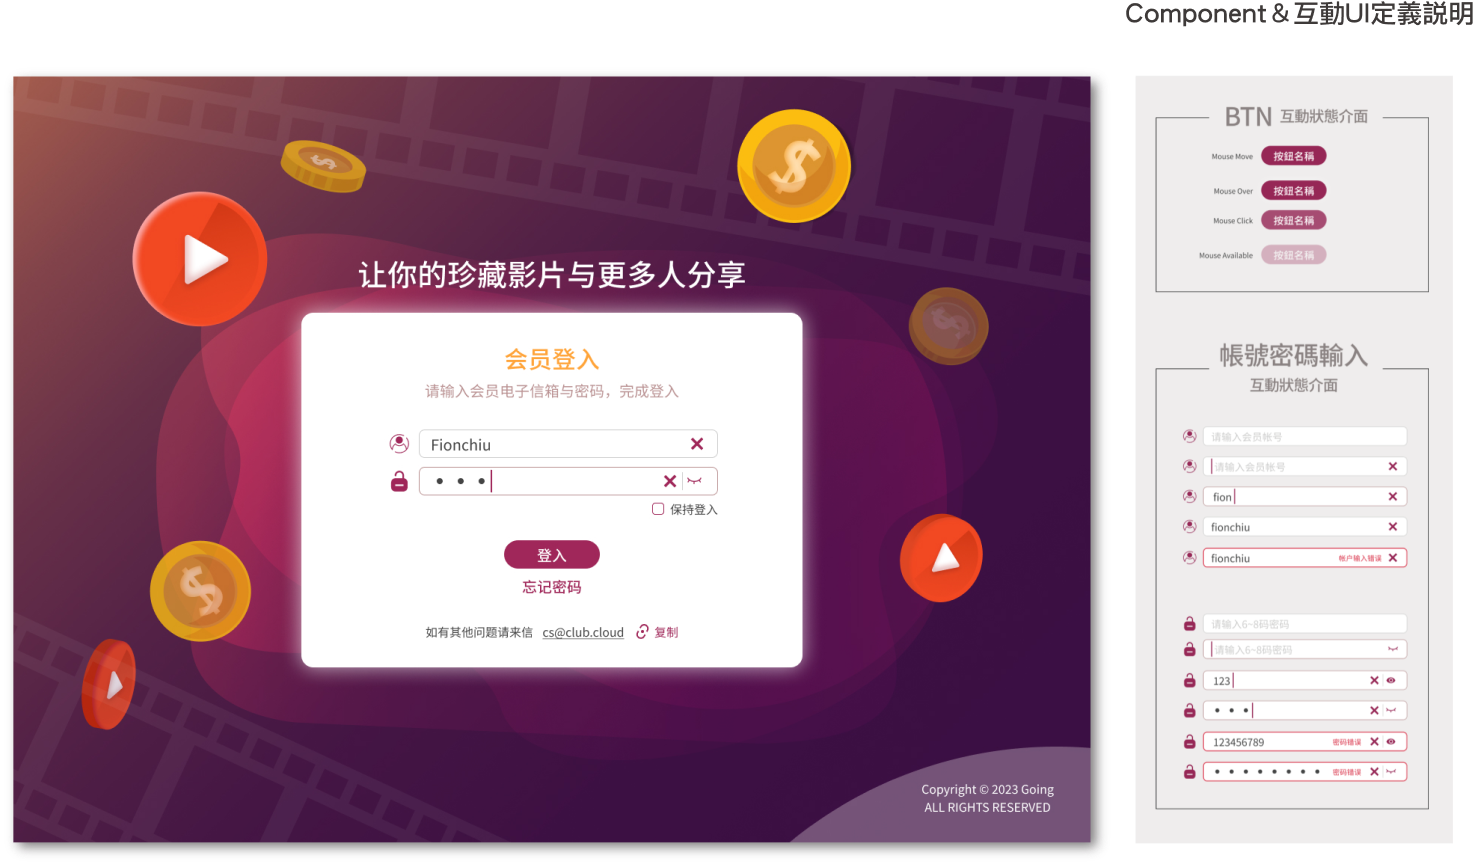 Component & 互動UI定義説明
让你的珍藏影片与更多人分享
会员登入
请输入会员电子信箱与密码，完成登入
Fionchiu
保持登入
登入
忘记密码
如有其他问题请来信 cs@club.cloud 复制
Copyright © 2023 Going
ALL RIGHTS RESERVED
BTN 互動狀態介面
Mouse Move 按鈕名稱
Mouse Over 按鈕名稱
Mouse Click 按鈕名稱
Mouse Available 按鈕名稱
帳號密碼輸入
互動狀態介面
请输入会员帐号
请输入会员帐号
fion
fionchiu
fionchiu 帐户输入错误
请输入6~8码密码
请输入6~8码密码
123
123456789 密码错误
密码错误